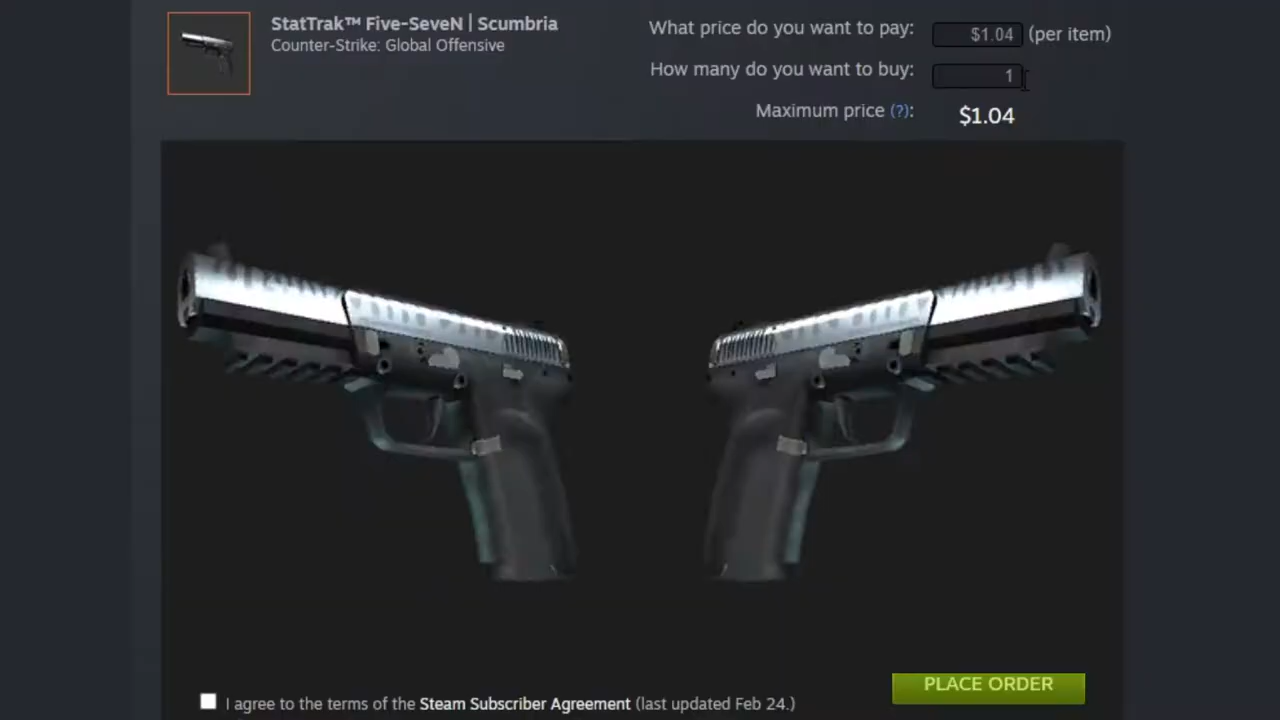 StatTrak™ Five-SeveN | Scumbria
Counter-Strike: Global Offensive
What price do you want to pay: $1.04 (per item)
How many do you want to buy: 1
Maximum price (?): $1.04
I agree to the terms of the Steam Subscriber Agreement (last updated Feb 24.)
PLACE ORDER